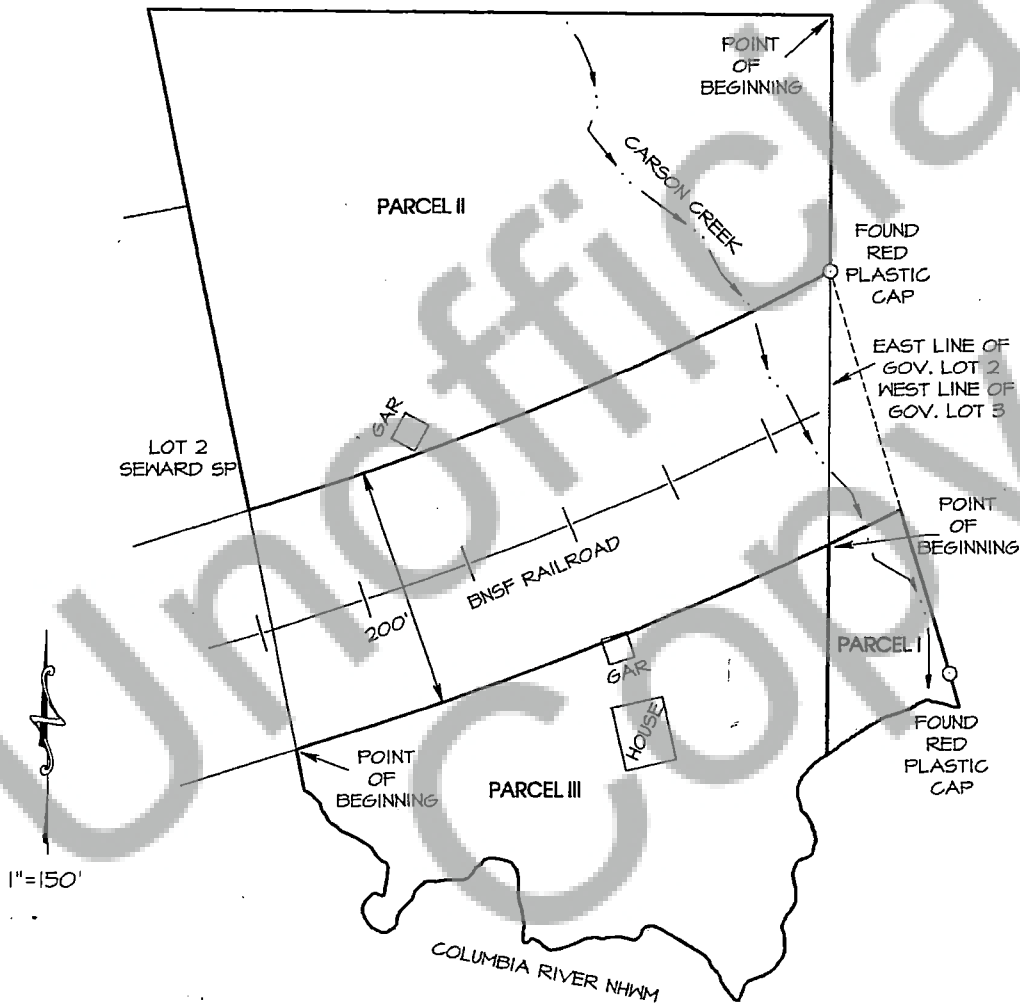 POINT
OF
BEGINNING
CARSON CREEK
PARCEL II
FOUND
RED
PLASTIC
CAP
EAST LINE OF
GOV. LOT 2
WEST LINE OF
GOV. LOT 3
GAR
LOT 2
SEWARD SP
POINT
OF
BEGINNING
BNSF RAILROAD
200'
PARCEL I
GAR
HOUSE
FOUND
RED
PLASTIC
CAP
POINT
OF
BEGINNING
PARCEL III
1"=150'
COLUMBIA RIVER NHWM
Unofficial
Copy